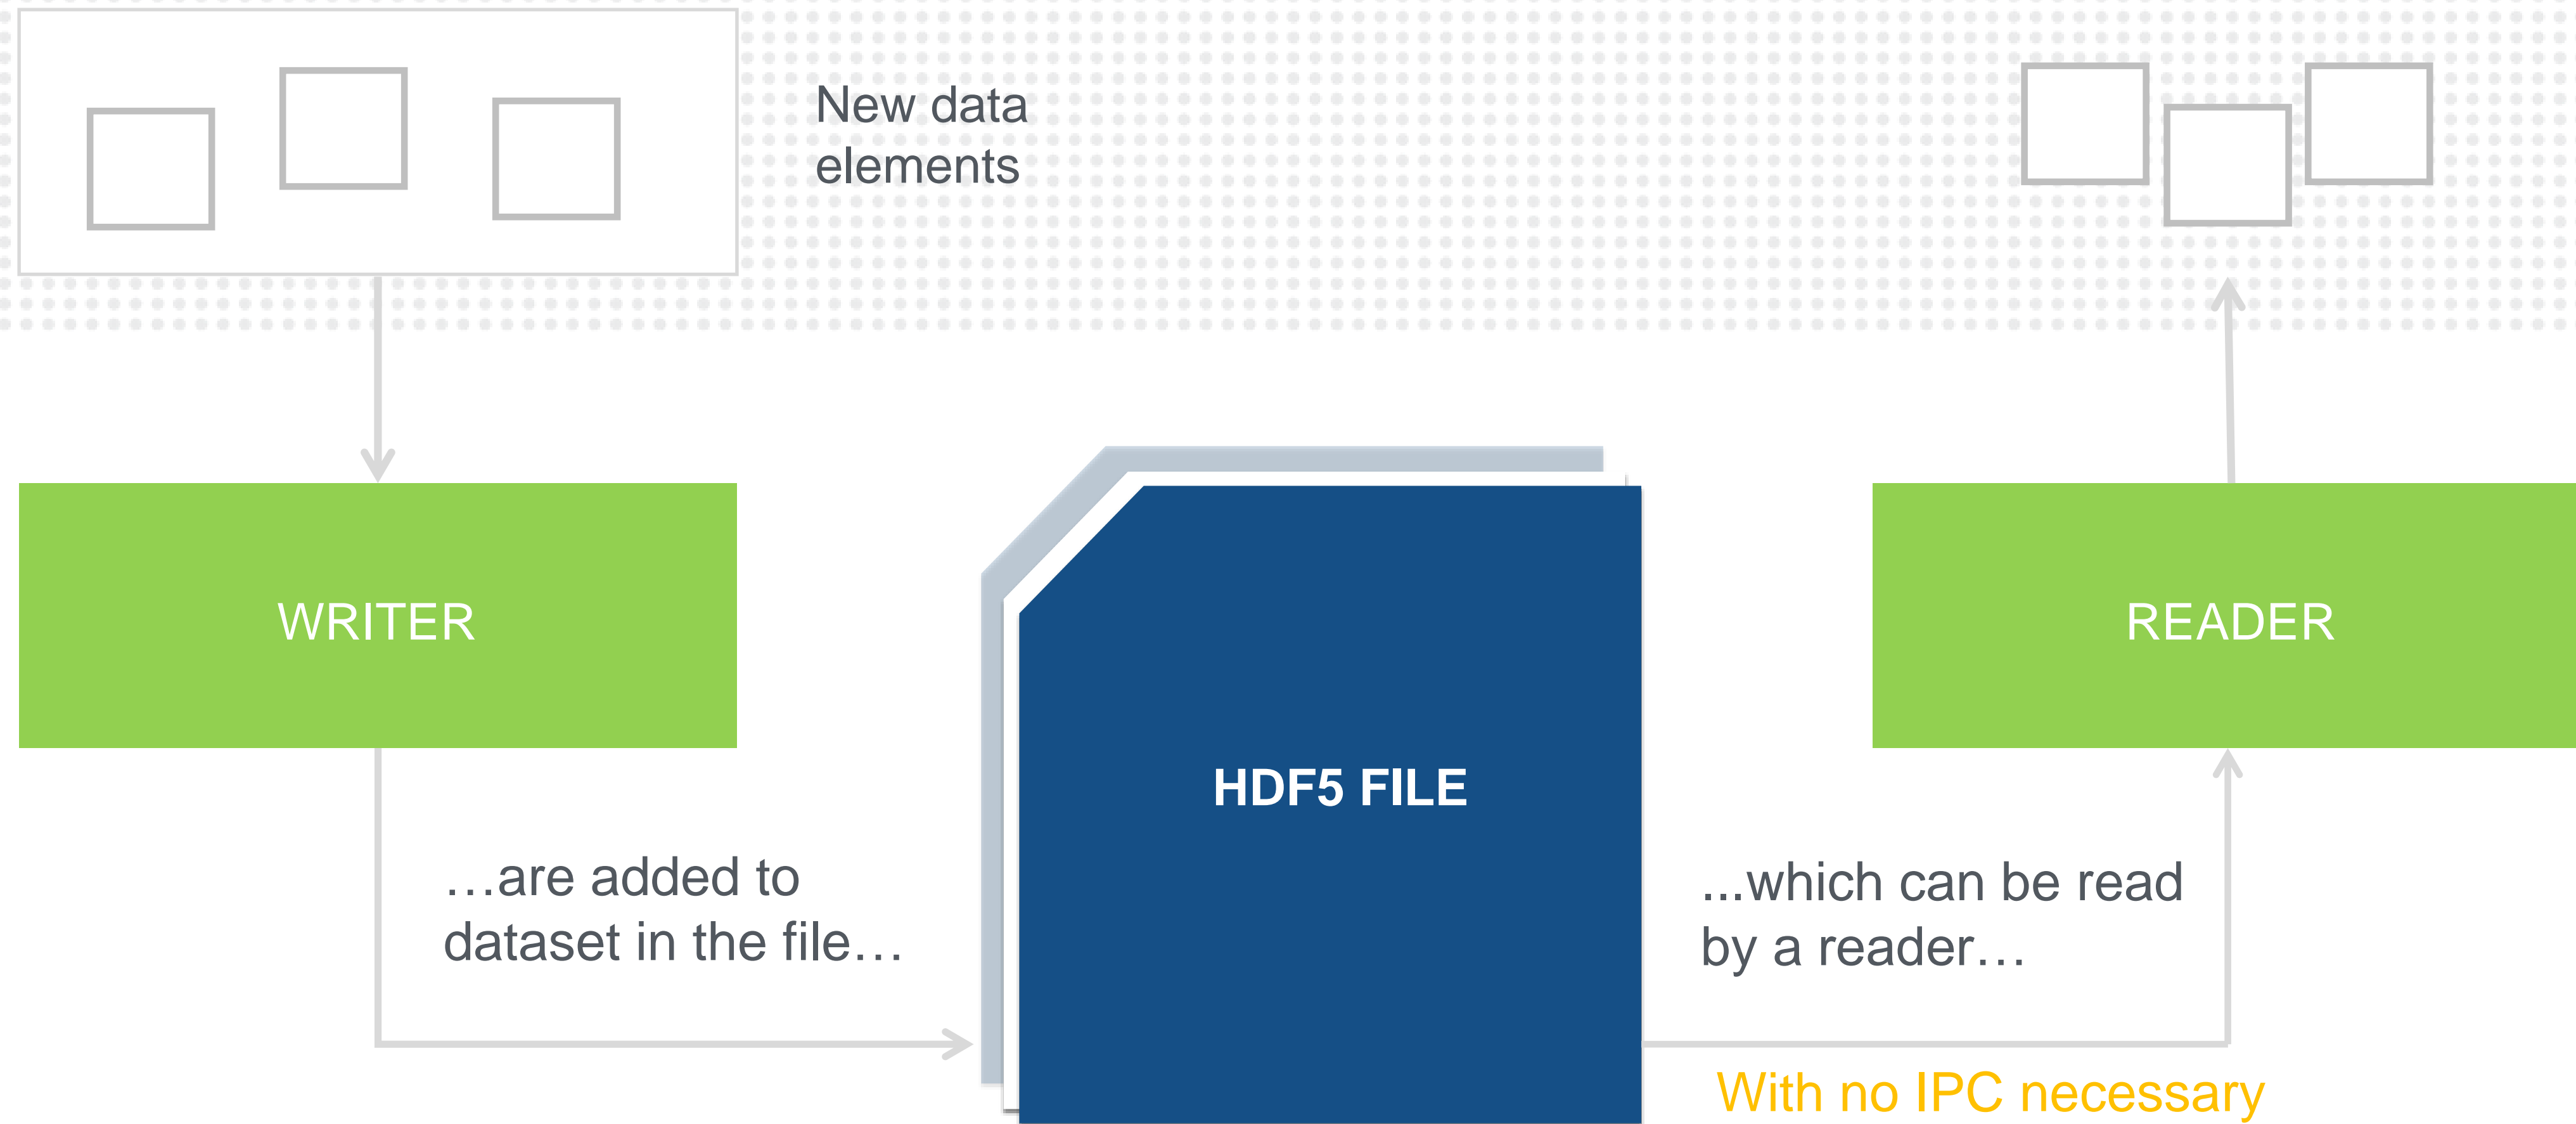 New data
elements
WRITER
READER
HDF5 FILE
…are added to
dataset in the file…
...which can be read
by a reader…
With no IPC necessary